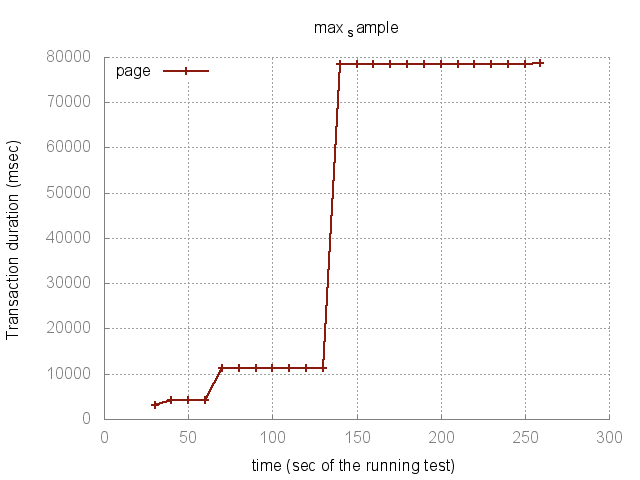 max sample
page
80000
70000
60000
50000
40000
30000
20000
10000
0
Transaction duration (msec)
0 50 100 150 200 250 300
time (sec of the running test)